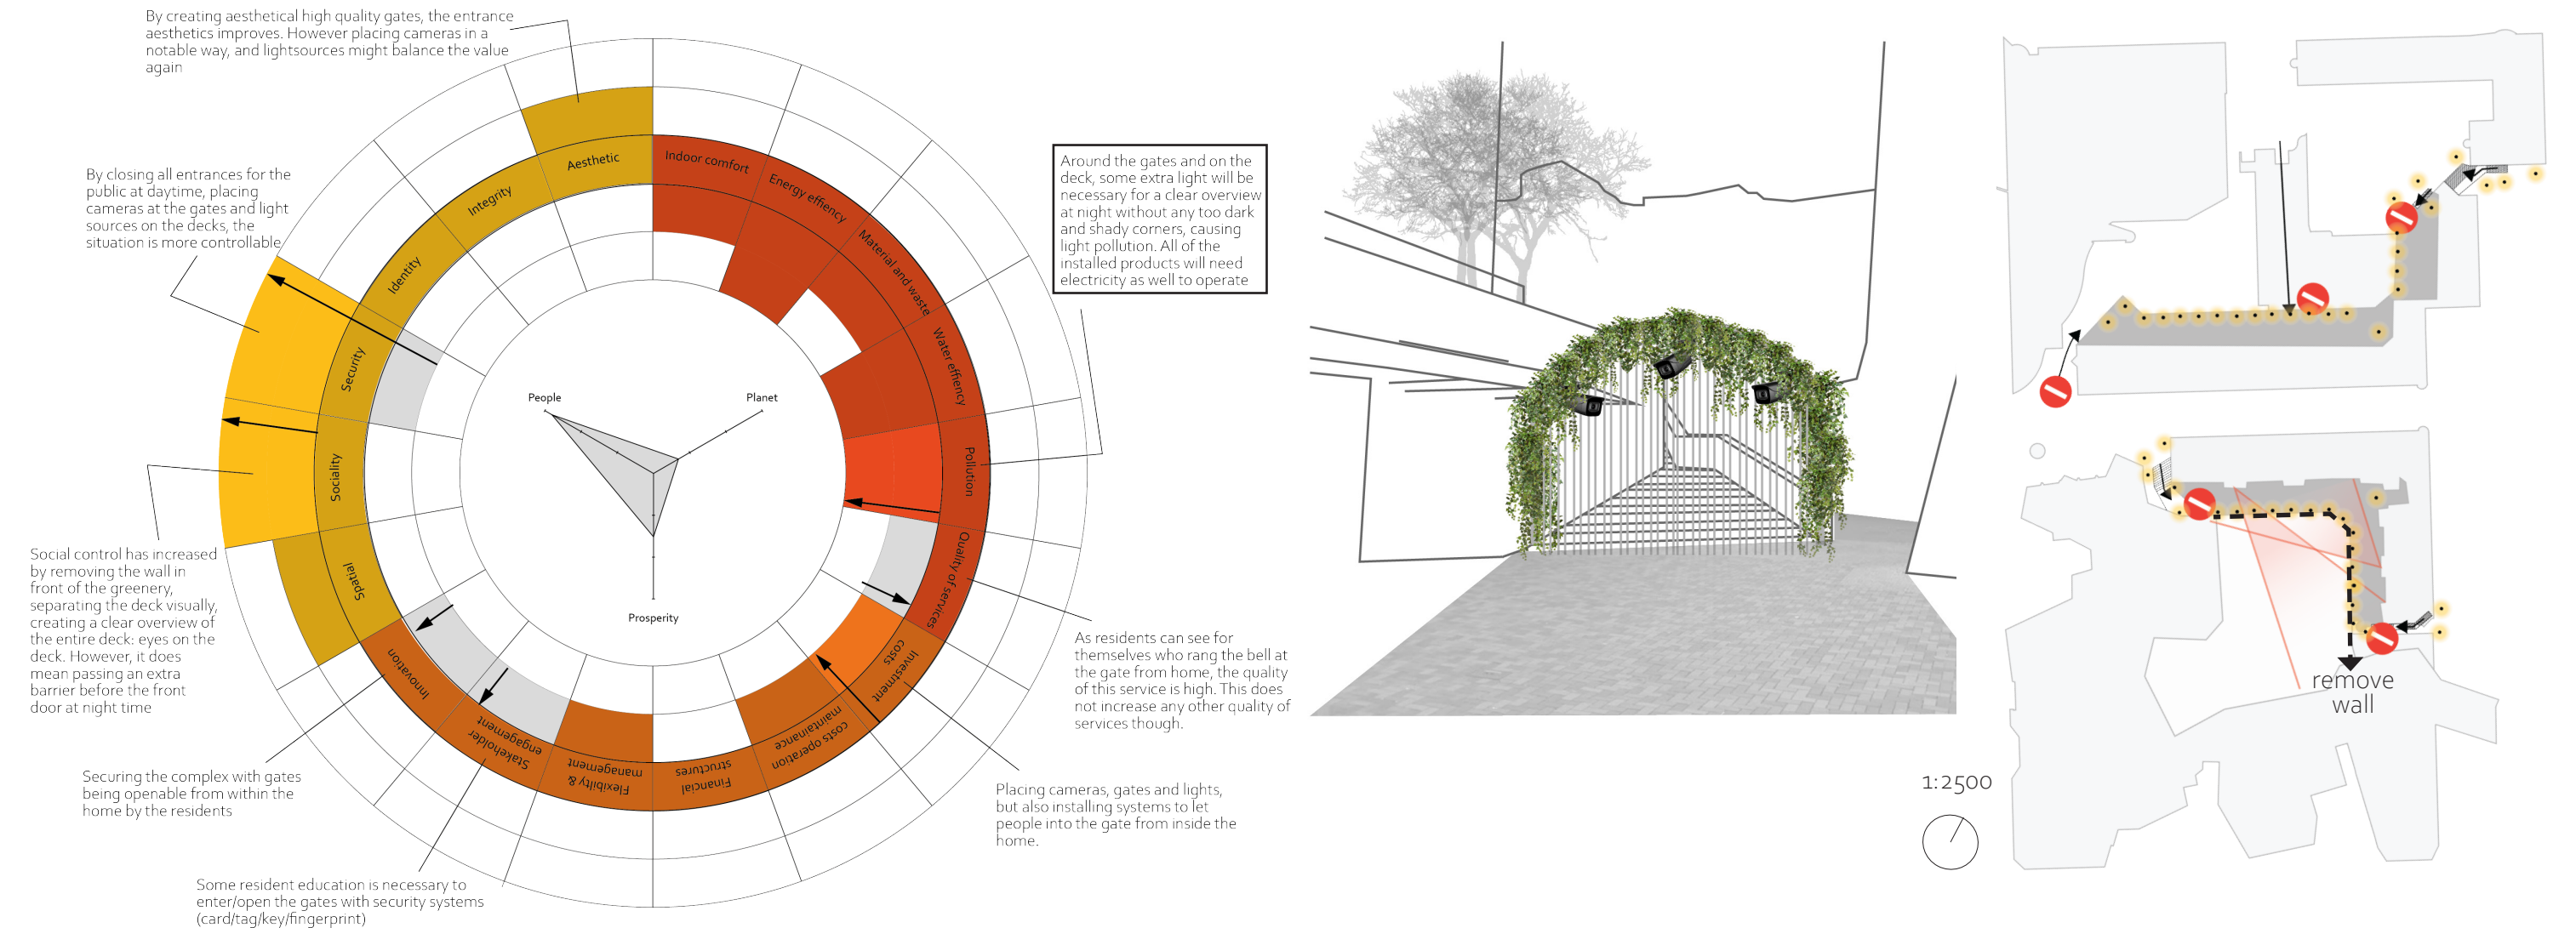 By creating aesthetical high quality gates, the entrance
aesthetics improves. However placing cameras in a
notable way, and lightsources might balance the value
again
By closing all entrances for the
public at daytime, placing
cameras at the gates and light
sources on the decks, the
situation is more controllable
Social control has increased
by removing the wall in
front of the greenery,
separating the deck visually,
creating a clear overview of
the entire deck: eyes on the
deck. However, it does
mean passing an extra
barrier before the front
door at night time
Securing the complex with gates
being openable from within the
home by the residents
Some resident education is necessary to
enter/open the gates with security systems
(card/tag/key/fingerprint)
Aesthetic
Integrity
Identity
Security
Sociality
Spatial
Innovation
Stakeholder
engagement
Flexibilty &
management
Financial
structures
costs operation
maintainance
Investment
costs
Quality of services
Pollution
Water effiency
Material and waste
Energy effiency
Indoor comfort
People
Planet
Prosperity
Around the gates and on the
deck, some extra light will be
necessary for a clear overview
at night without any too dark
and shady corners, causing
light pollution. All of the
installed products will need
electricity as well to operate
As residents can see for
themselves who rang the bell at
the gate from home, the quality
of this service is high. This does
not increase any other quality of
services though.
Placing cameras, gates and lights,
but also installing systems to let
people into the gate from inside the
home.
remove
wall
1:2500